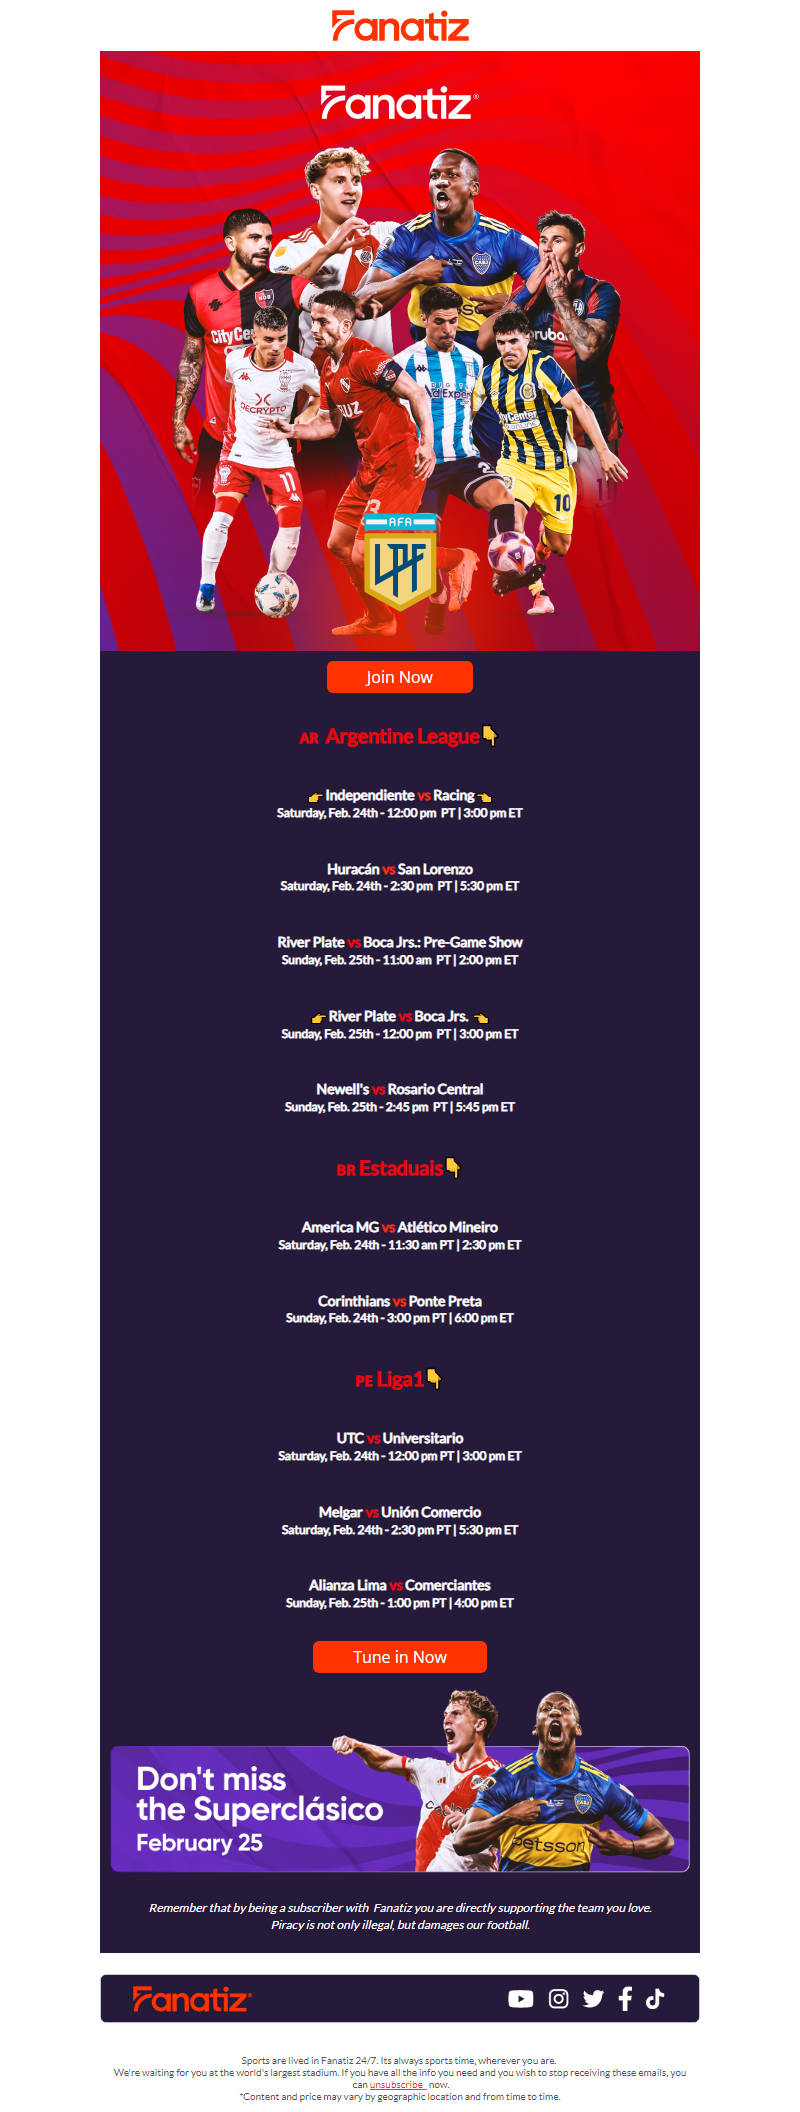 Fanatiz
Fanatiz®
CABJ
N.O.B
CityCen
DECRYPTO
11
CityCenter
ONLINE
10
23
AFA
LPF
Join Now
AR Argentine League👇
👉 Independiente vs Racing 👈
Saturday, Feb. 24th - 12:00 pm PT | 3:00 pm ET
Huracán vs San Lorenzo
Saturday, Feb. 24th - 2:30 pm PT | 5:30 pm ET
River Plate vs Boca Jrs.: Pre-Game Show
Sunday, Feb. 25th - 11:00 am PT | 2:00 pm ET
👉 River Plate vs Boca Jrs. 👈
Sunday, Feb. 25th - 12:00 pm PT | 3:00 pm ET
Newell's vs Rosario Central
Sunday, Feb. 25th - 2:45 pm PT | 5:45 pm ET
BR Estaduais👇
America MG vs Atlético Mineiro
Saturday, Feb. 24th - 11:30 am PT | 2:30 pm ET
Corinthians vs Ponte Preta
Sunday, Feb. 24th - 3:00 pm PT | 6:00 pm ET
PE Liga1👇
UTC vs Universitario
Saturday, Feb. 24th - 12:00 pm PT | 3:00 pm ET
Melgar vs Unión Comercio
Saturday, Feb. 24th - 2:30 pm PT | 5:30 pm ET
Alianza Lima vs Comerciantes
Sunday, Feb. 25th - 1:00 pm PT | 4:00 pm ET
Tune in Now
Don't miss
the Superclásico
February 25
CABJ
betsson
Remember that by being a subscriber with Fanatiz you are directly supporting the team you love.
Piracy is not only illegal, but damages our football.
Fanatiz®
Sports are lived in Fanatiz 24/7. Its always sports time, wherever you are.
We're waiting for you at the world's largest stadium. If you have all the info you need and you wish to stop receiving these emails, you
can unsubscribe now.
*Content and price may vary by geographic location and from time to time.